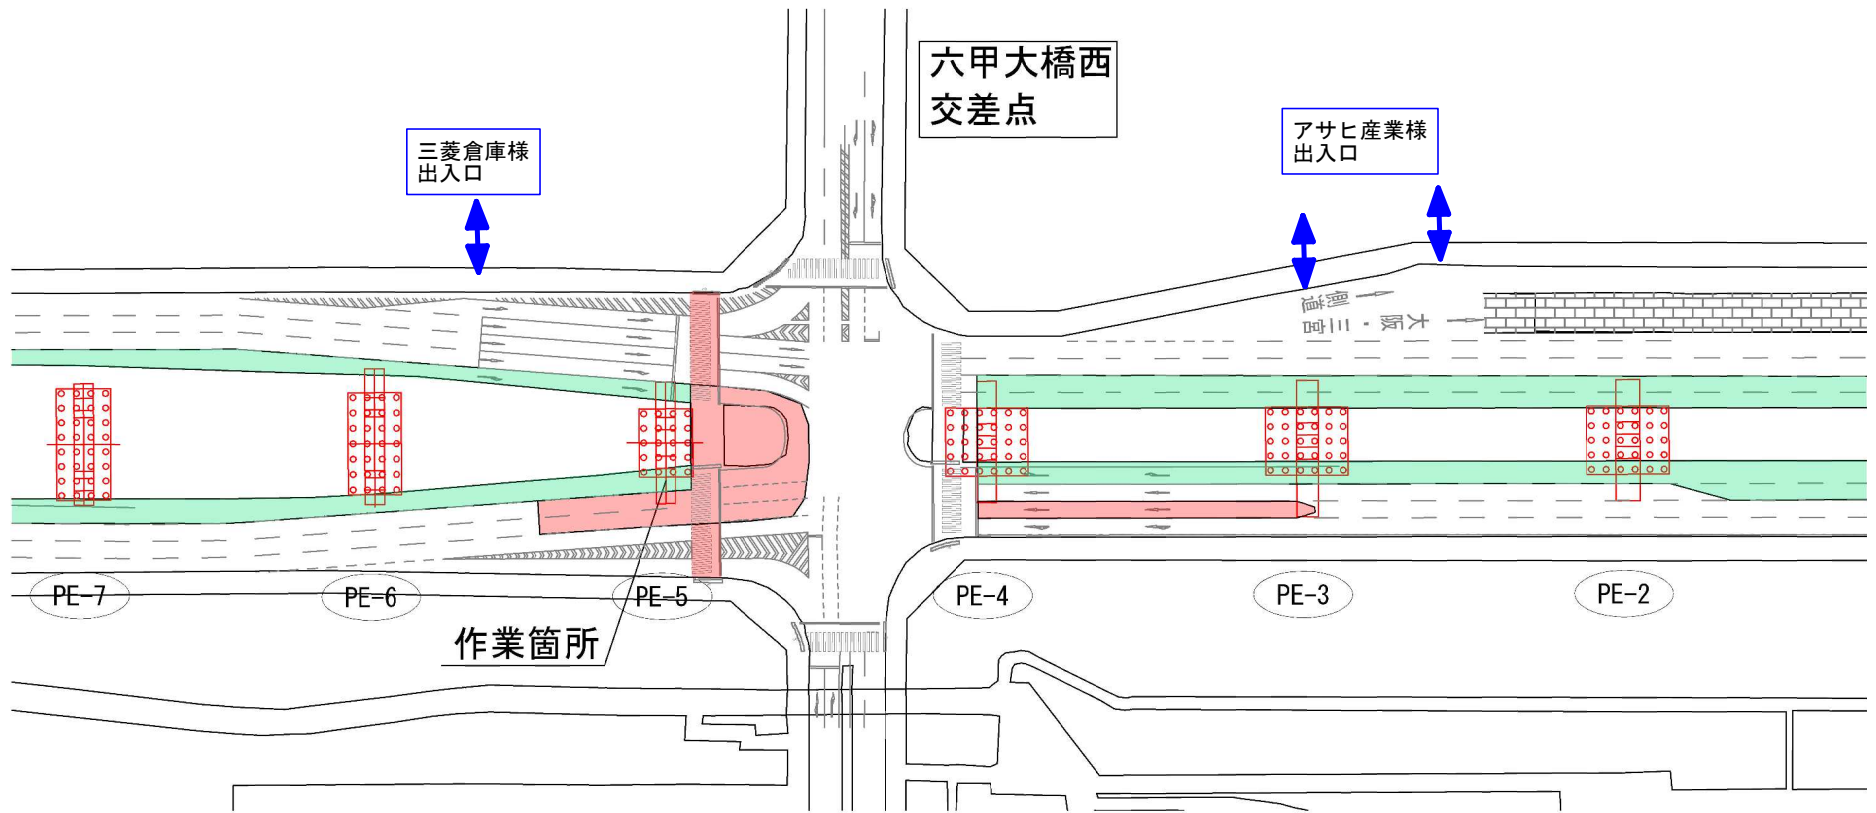 六甲大橋西
交差点
三菱倉庫様
出入口
アサヒ産業様
出入口
側道
大阪・三宮
PE-7
PE-6
PE-5
PE-4
PE-3
PE-2
作業箇所